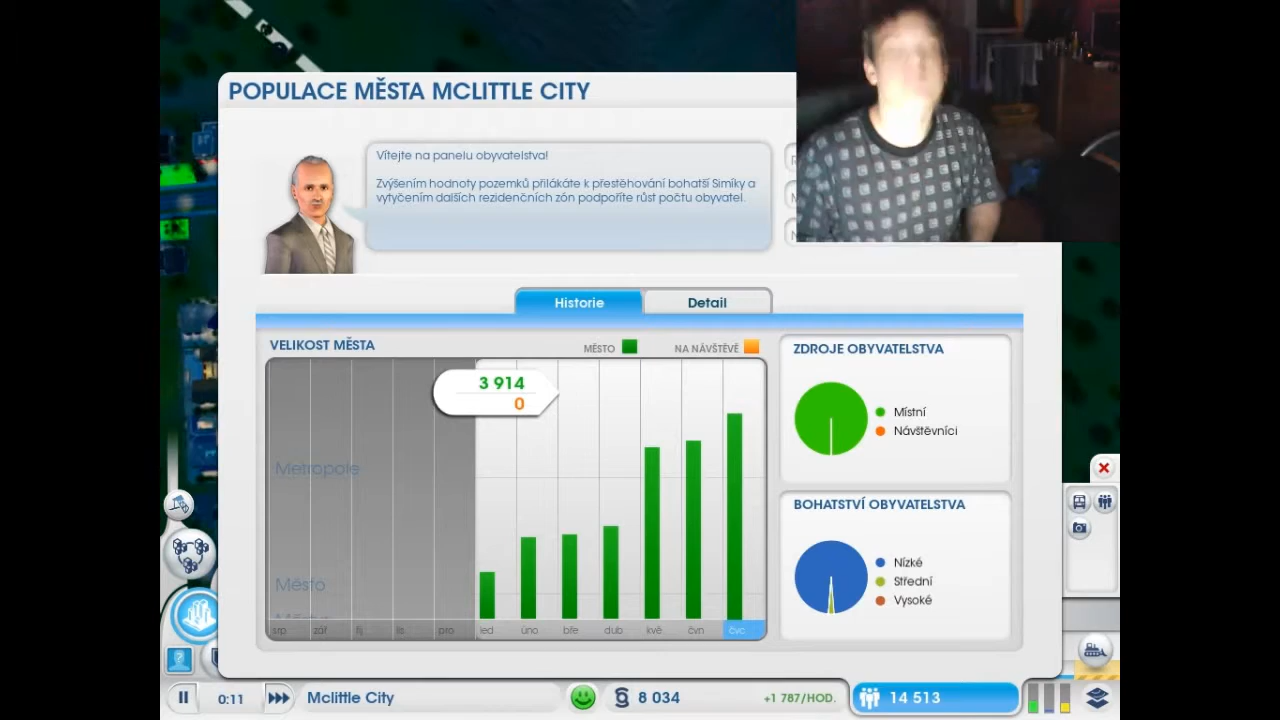 POPULACE MĚSTA MCLITTLE CITY
Vítejte na panelu obyvatelstva!
Zvýšením hodnoty pozemků přilákáte k přestěhování bohatší Simíky a
vytyčením dalších rezidenčních zón podpoříte růst počtu obyvatel.
Historie
Detail
VELIKOST MĚSTA
MĚSTO
NA NÁVŠTĚVĚ
3 914
0
Metropole
Město
srp zář říj lis pro led úno bře dub kvě čvn čvc
ZDROJE OBYVATELSTVA
Místní
Návštěvníci
BOHATSTVÍ OBYVATELSTVA
Nízké
Střední
Vysoké
0:11
Mclittle City
8 034
+1 787/HOD.
14 513